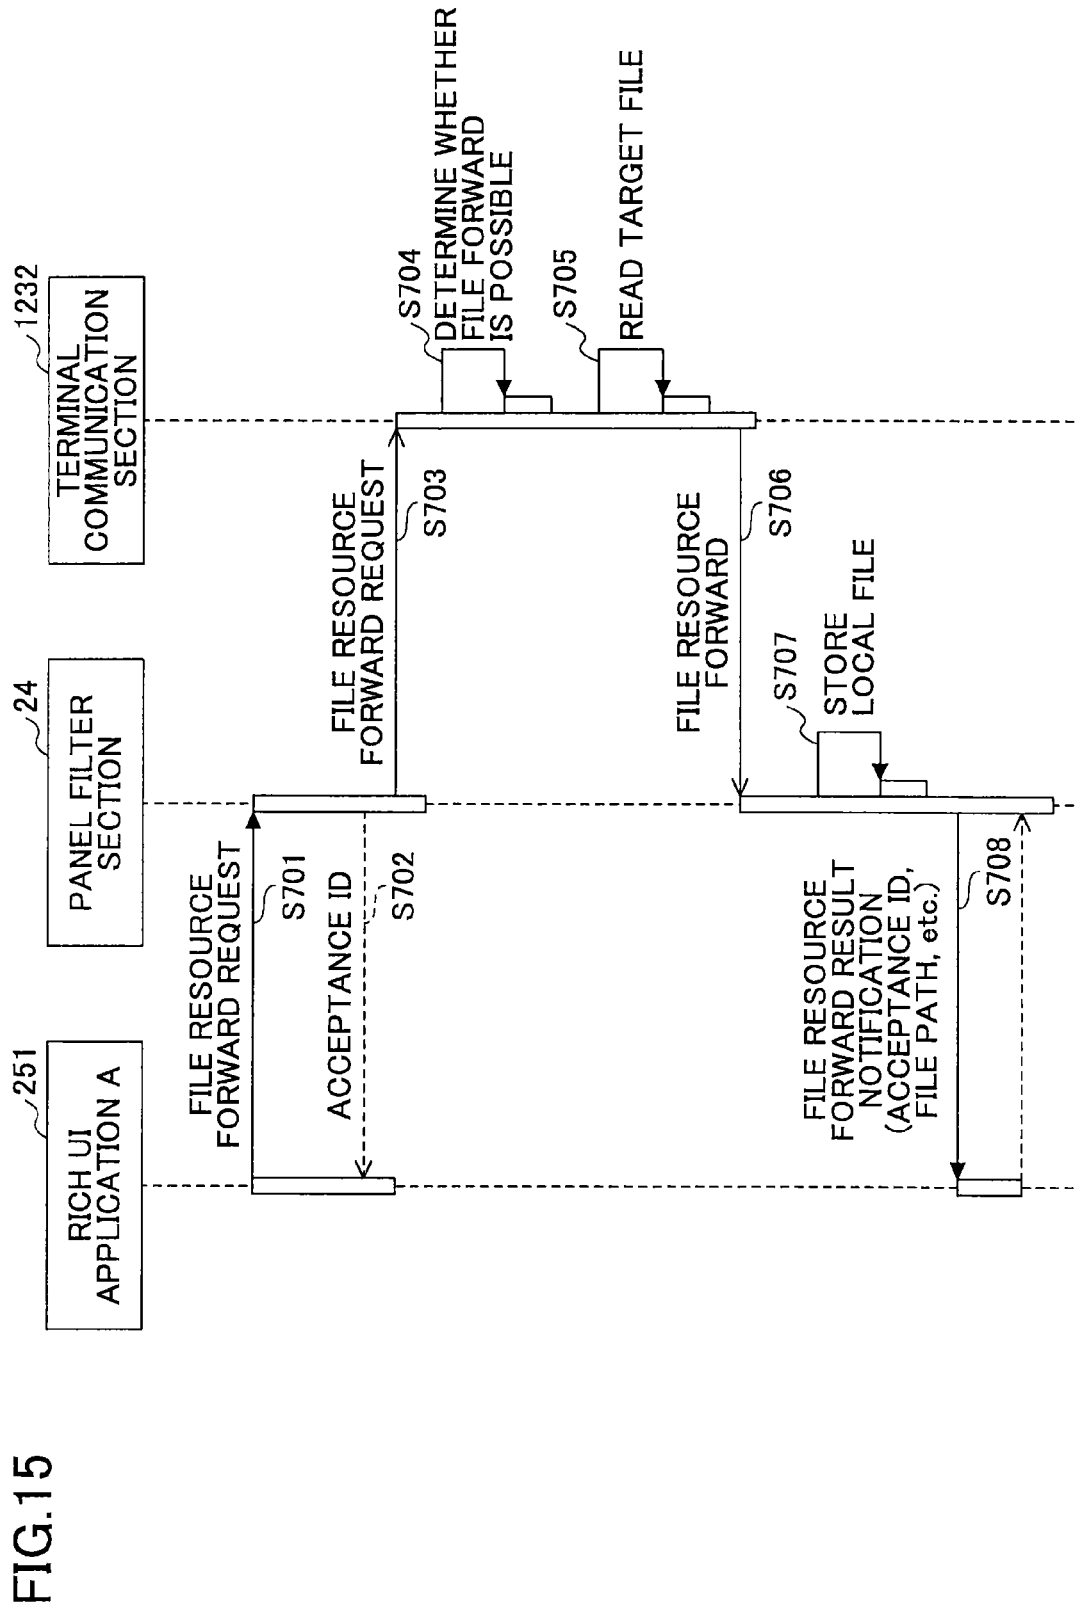 FIG.15
251
RICH UI
APPLICATION A
24
PANEL FILTER
SECTION
1232
TERMINAL
COMMUNICATION
SECTION
FILE RESOURCE
FORWARD REQUEST
S701
ACCEPTANCE ID
S702
FILE RESOURCE
FORWARD REQUEST
S703
S704
DETERMINE WHETHER
FILE FORWARD
IS POSSIBLE
S705
READ TARGET FILE
FILE RESOURCE
FORWARD
S706
S707
STORE
LOCAL FILE
FILE RESOURCE
FORWARD RESULT
NOTIFICATION
(ACCEPTANCE ID,
FILE PATH, etc.)
S708